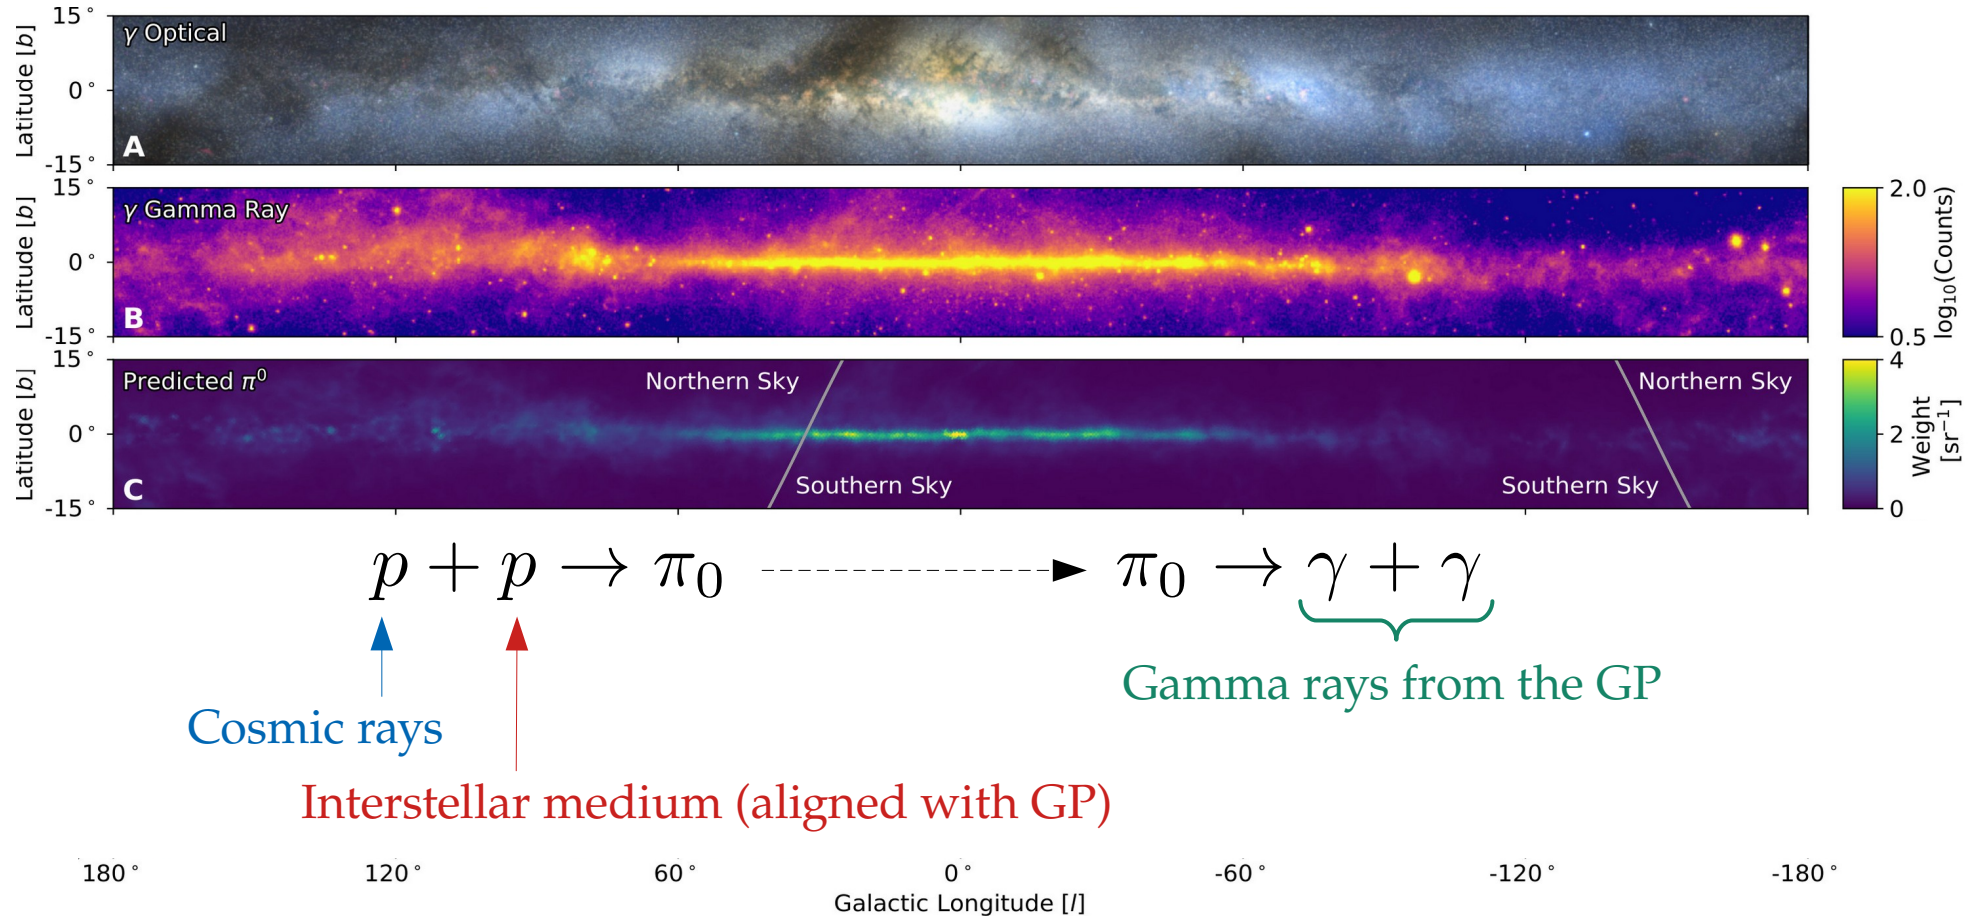 15°
γ Optical
Latitude [b]
0°
A
-15°
15°
γ Gamma Ray
Latitude [b]
0°
B
-15°
2.0
log₁₀(Counts)
0.5
15°
Predicted π⁰
Northern Sky
Northern Sky
Latitude [b]
0°
C
Southern Sky
Southern Sky
-15°
4
2
0
Weight
[sr⁻¹]
p + p → π₀
π₀ → γ + γ
Gamma rays from the GP
Cosmic rays
Interstellar medium (aligned with GP)
180° 120° 60° 0° -60° -120° -180°
Galactic Longitude [l]